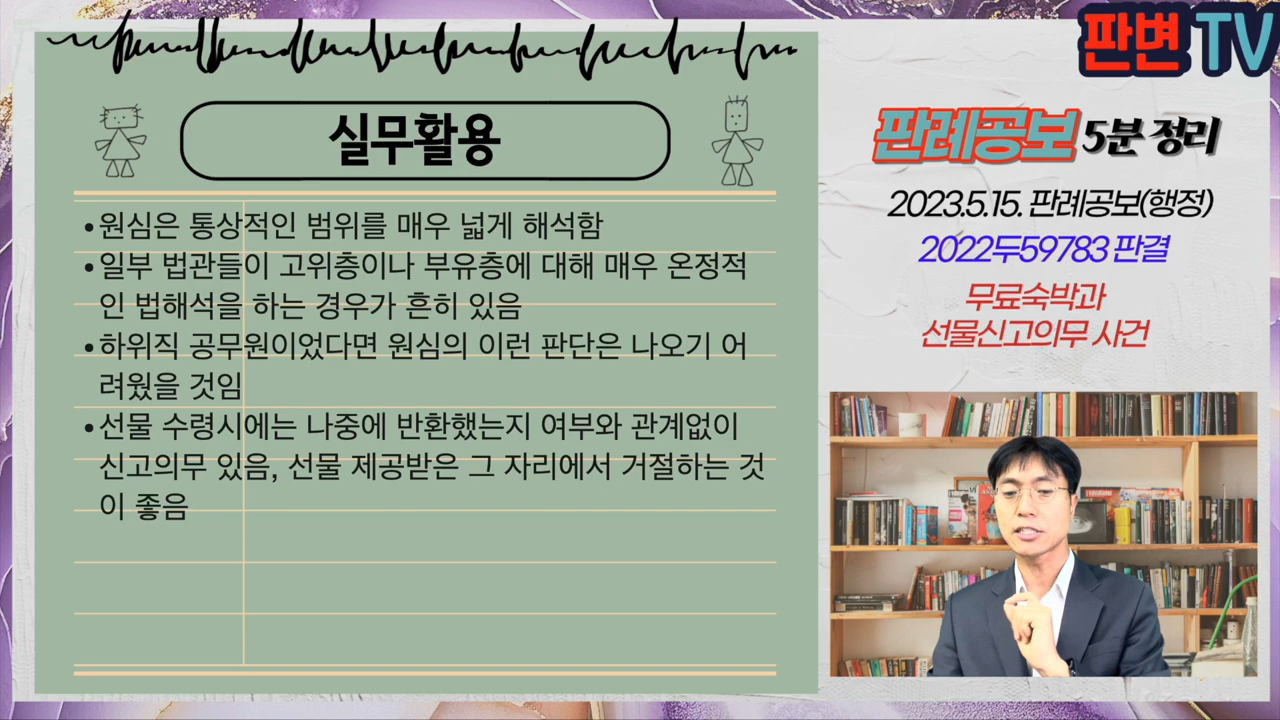 판변 TV
실무활용
•원심은 통상적인 범위를 매우 넓게 해석함
•일부 법관들이 고위층이나 부유층에 대해 매우 온정적
인 법해석을 하는 경우가 흔히 있음
•하위직 공무원이었다면 원심의 이런 판단은 나오기 어
려웠을 것임
•선물 수령시에는 나중에 반환했는지 여부와 관계없이
신고의무 있음, 선물 제공받은 그 자리에서 거절하는 것
이 좋음
판례공보 5분 정리
2023.5.15. 판례공보(행정)
2022두59783 판결
무료숙박과
선물신고의무 사건